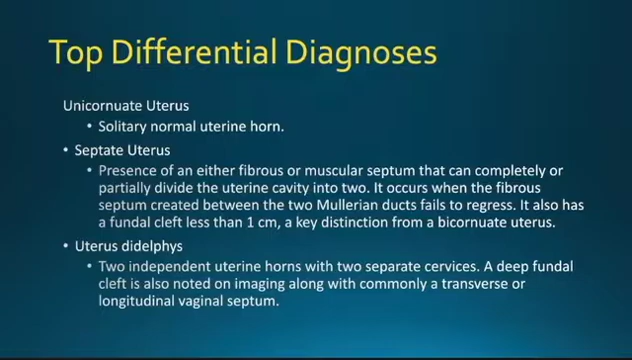 Top Differential Diagnoses
Unicornuate Uterus
• Solitary normal uterine horn.
• Septate Uterus
• Presence of an either fibrous or muscular septum that can completely or
partially divide the uterine cavity into two. It occurs when the fibrous
septum created between the two Mullerian ducts fails to regress. It also has
a fundal cleft less than 1 cm, a key distinction from a bicornuate uterus.
• Uterus didelphys
• Two independent uterine horns with two separate cervices. A deep fundal
cleft is also noted on imaging along with commonly a transverse or
longitudinal vaginal septum.